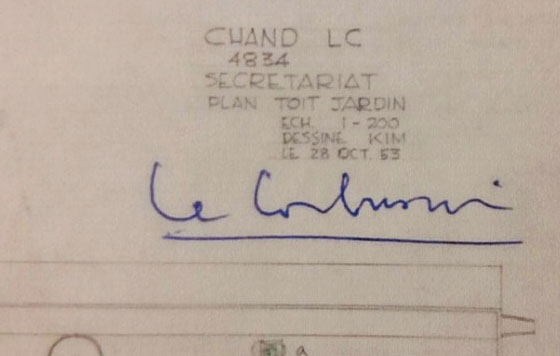 CHAND LC
4834
SECRETARIAT
PLAN TOIT JARDIN
ECH. 1-200
DESSINE KIM
LE 28 OCT. 53
Le Corbusier
a